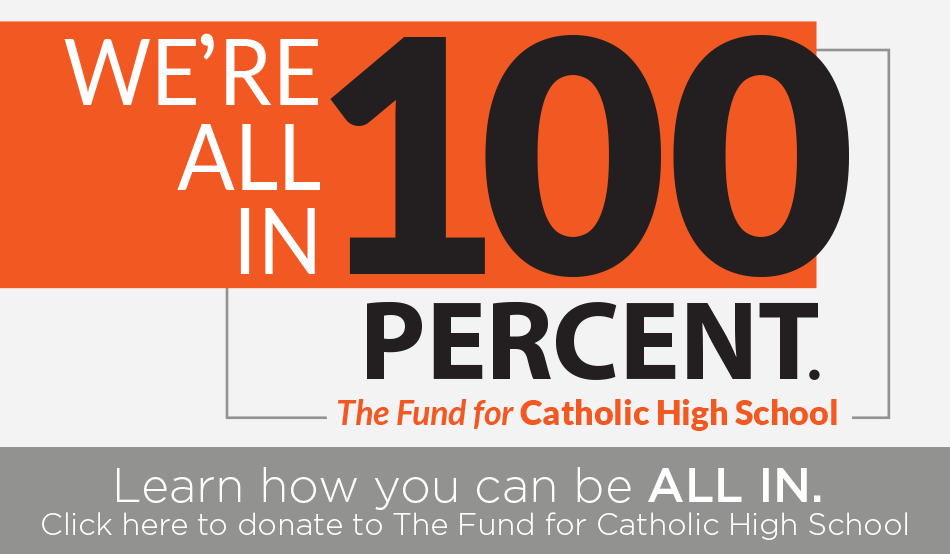 WE'RE
ALL
IN
100
PERCENT.
The Fund for Catholic High School
Learn how you can be ALL IN.
Click here to donate to The Fund for Catholic High School